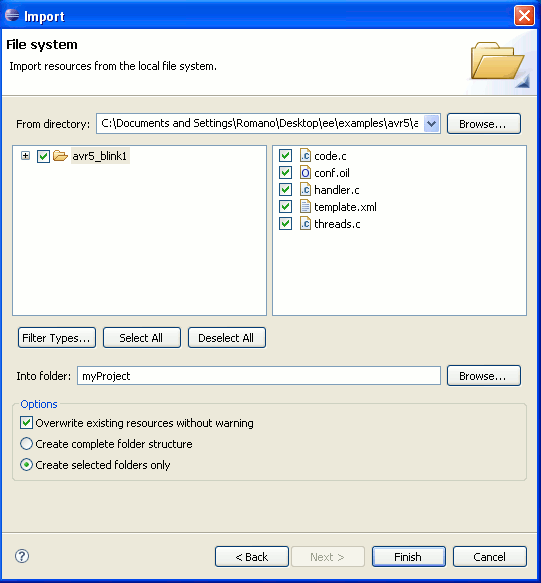 Import
File system
Import resources from the local file system.
From directory: C:\Documents and Settings\Romano\Desktop\ee\examples\avr5\a
Browse...
avr5_blink1
code.c
conf.oil
handler.c
template.xml
threads.c
Filter Types... Select All Deselect All
Into folder: myProject Browse...
Options
Overwrite existing resources without warning
Create complete folder structure
Create selected folders only
< Back Next > Finish Cancel